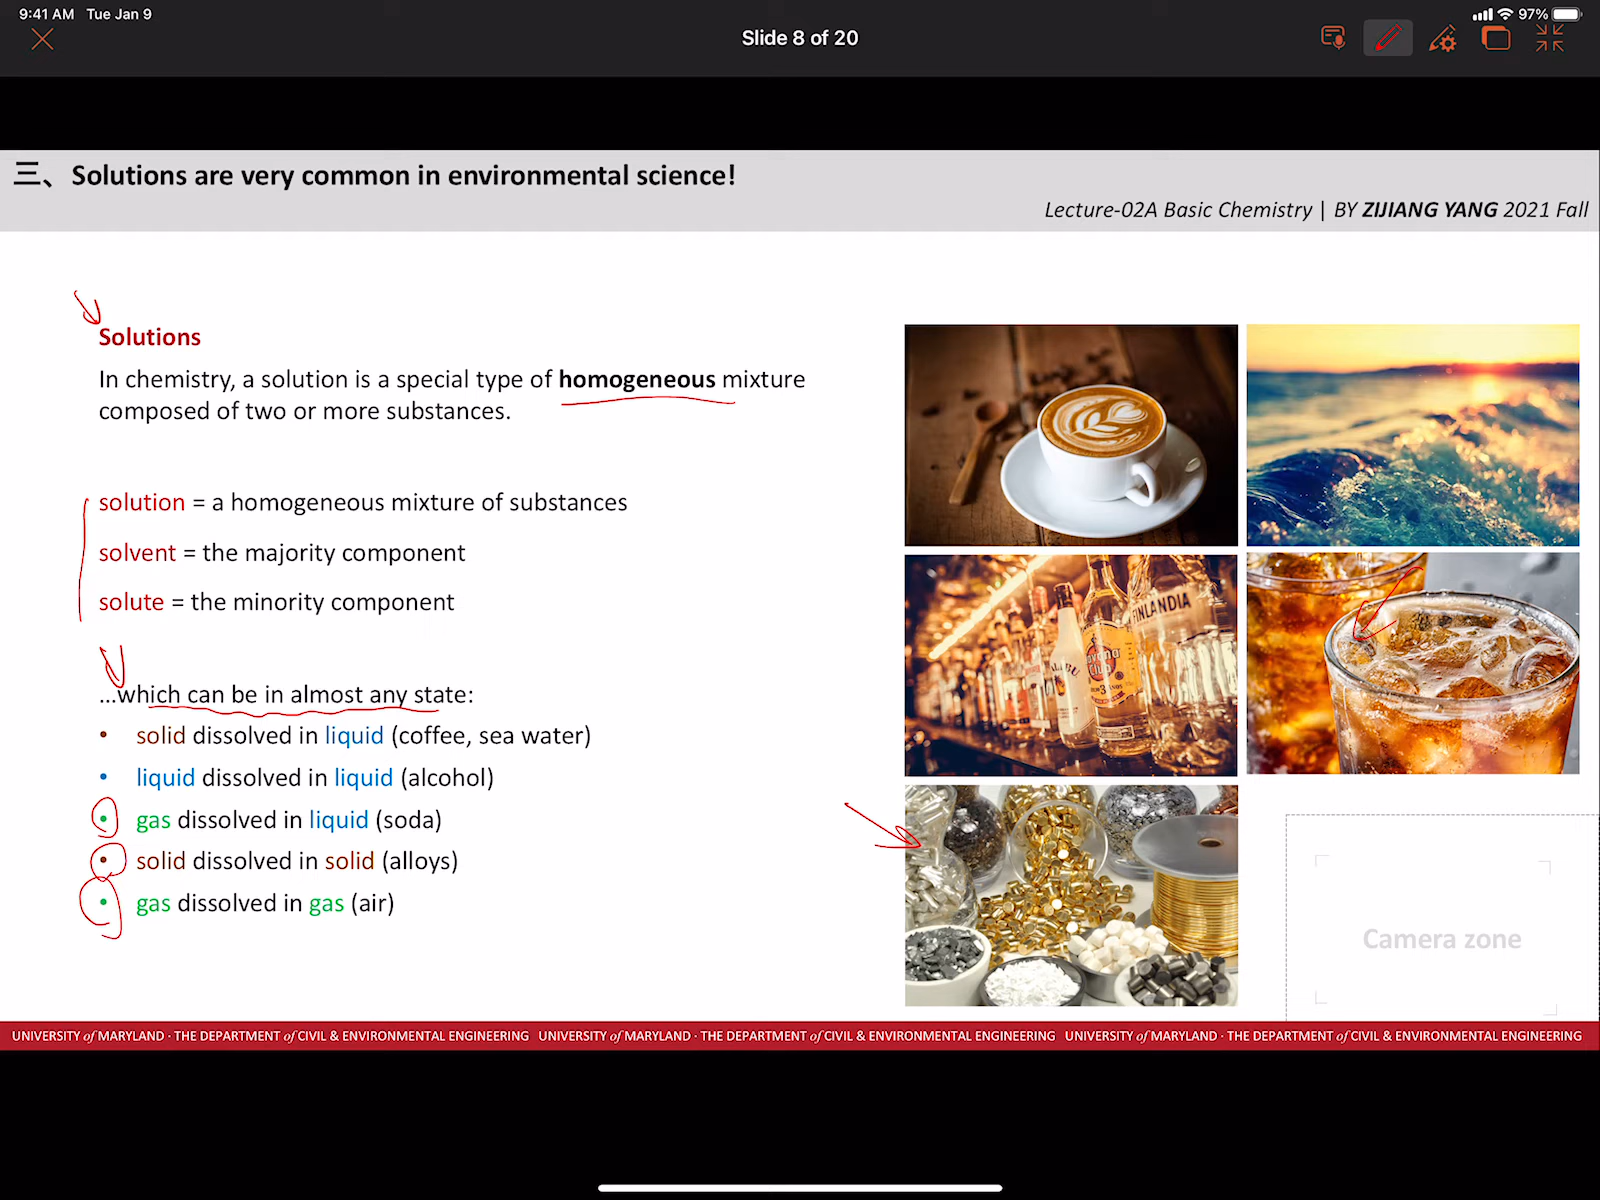 9:41 AM Tue Jan 9
97%
Slide 8 of 20
三、 Solutions are very common in environmental science!
Lecture-02A Basic Chemistry | BY ZIJIANG YANG 2021 Fall
Solutions
In chemistry, a solution is a special type of homogeneous mixture
composed of two or more substances.
solution = a homogeneous mixture of substances
solvent = the majority component
solute = the minority component
...which can be in almost any state:
• solid dissolved in liquid (coffee, sea water)
• liquid dissolved in liquid (alcohol)
• gas dissolved in liquid (soda)
• solid dissolved in solid (alloys)
• gas dissolved in gas (air)
FINLANDIA
Club
3
Camera zone
UNIVERSITY of MARYLAND · THE DEPARTMENT of CIVIL & ENVIRONMENTAL ENGINEERING UNIVERSITY of MARYLAND · THE DEPARTMENT of CIVIL & ENVIRONMENTAL ENGINEERING UNIVERSITY of MARYLAND · THE DEPARTMENT of CIVIL & ENVIRONMENTAL ENGINEERING